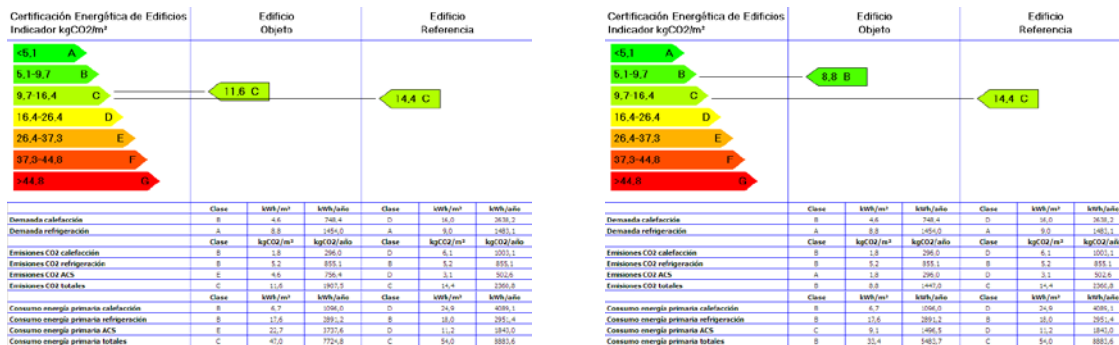 Certificación Energética de Edificios
Indicador kgCO2/m²
Edificio
Objeto
Edificio
Referencia
<5,1 A
5,1-9,7 B
9,7-16,4 C
16,4-26,4 D
26,4-37,3 E
37,3-44,8 F
>44,8 G
11,6 C
14,4 C
Clase kWh/m² kWh/año Clase kWh/m² kWh/año
Demanda calefacción B 4,6 748,4 D 16,0 2638,2
Demanda refrigeración A 8,8 1454,0 A 9,0 1483,1
Clase kgCO2/m² kgCO2/año Clase kgCO2/m² kgCO2/año
Emisiones CO2 calefacción B 1,8 296,0 D 6,1 1003,1
Emisiones CO2 refrigeración B 5,2 855,1 B 5,2 855,1
Emisiones CO2 ACS E 4,6 756,4 D 3,1 502,6
Emisiones CO2 totales C 11,6 1907,5 C 14,4 2360,8
Clase kWh/m² kWh/año Clase kWh/m² kWh/año
Consumo energía primaria calefacción B 6,7 1096,0 D 24,9 4089,1
Consumo energía primaria refrigeración B 17,6 2891,2 B 18,0 2951,4
Consumo energía primaria ACS E 22,7 3737,6 D 11,2 1843,0
Consumo energía primaria totales C 47,0 7724,8 C 54,0 8883,6
Certificación Energética de Edificios
Indicador kgCO2/m²
Edificio
Objeto
Edificio
Referencia
<5,1 A
5,1-9,7 B
9,7-16,4 C
16,4-26,4 D
26,4-37,3 E
37,3-44,8 F
>44,8 G
8,8 B
14,4 C
Clase kWh/m² kWh/año Clase kWh/m² kWh/año
Demanda calefacción B 4,6 748,4 D 16,0 2638,2
Demanda refrigeración A 8,8 1454,0 A 9,0 1483,1
Clase kgCO2/m² kgCO2/año Clase kgCO2/m² kgCO2/año
Emisiones CO2 calefacción B 1,8 296,0 D 6,1 1003,1
Emisiones CO2 refrigeración B 5,2 855,1 B 5,2 855,1
Emisiones CO2 ACS A 1,8 296,0 D 3,1 502,6
Emisiones CO2 totales B 8,8 1447,0 C 14,4 2360,8
Clase kWh/m² kWh/año Clase kWh/m² kWh/año
Consumo energía primaria calefacción B 6,7 1096,0 D 24,9 4089,1
Consumo energía primaria refrigeración B 17,6 2891,2 B 18,0 2951,4
Consumo energía primaria ACS C 9,1 1496,5 D 11,2 1843,0
Consumo energía primaria totales B 33,4 5483,7 C 54,0 8883,6